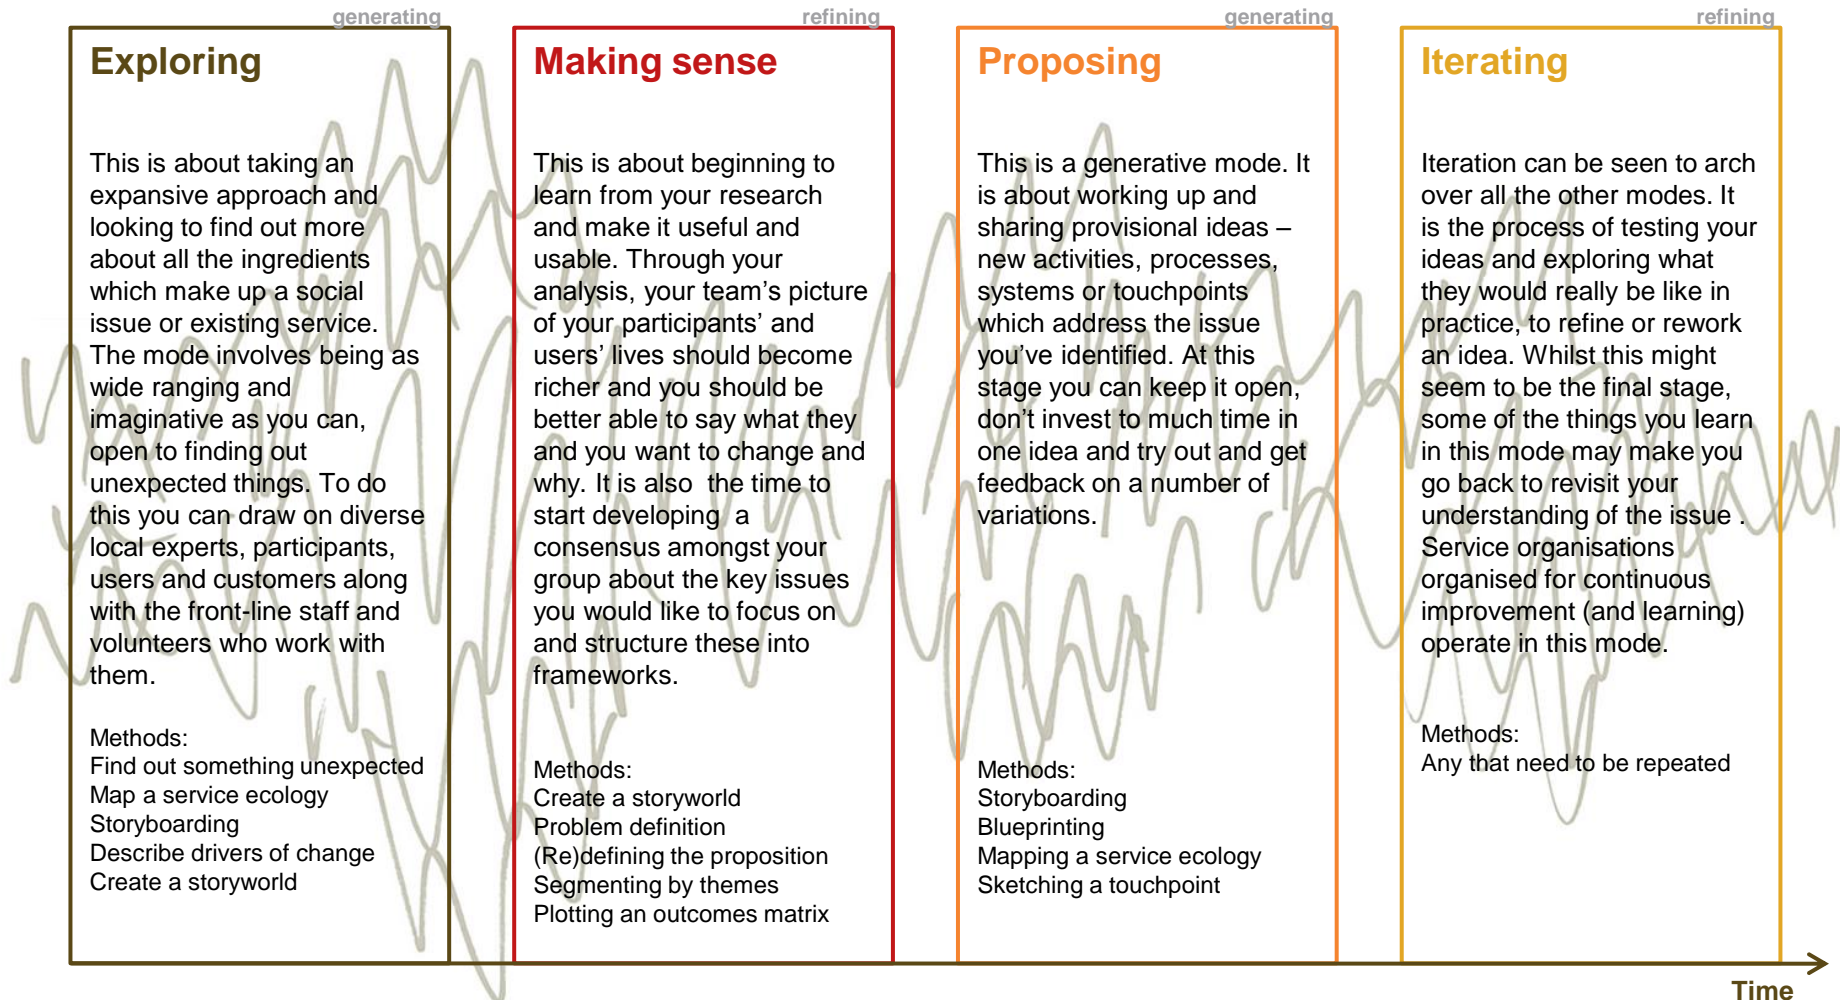 generating
Exploring
This is about taking an
expansive approach and
looking to find out more
about all the ingredients
which make up a social
issue or existing service.
The mode involves being as
wide ranging and
imaginative as you can,
open to finding out
unexpected things. To do
this you can draw on diverse
local experts, participants,
users and customers along
with the front-line staff and
volunteers who work with
them.
Methods:
Find out something unexpected
Map a service ecology
Storyboarding
Describe drivers of change
Create a storyworld
refining
Making sense
This is about beginning to
learn from your research
and make it useful and
usable. Through your
analysis, your team’s picture
of your participants’ and
users’ lives should become
richer and you should be
better able to say what they
and you want to change and
why. It is also  the time to
start developing  a
consensus amongst your
group about the key issues
you would like to focus on
and structure these into
frameworks.
Methods:
Create a storyworld
Problem definition
(Re)defining the proposition
Segmenting by themes
Plotting an outcomes matrix
generating
Proposing
This is a generative mode. It
is about working up and
sharing provisional ideas –
new activities, processes,
systems or touchpoints
which address the issue
you’ve identified. At this
stage you can keep it open,
don’t invest to much time in
one idea and try out and get
feedback on a number of
variations.
Methods:
Storyboarding
Blueprinting
Mapping a service ecology
Sketching a touchpoint
refining
Iterating
Iteration can be seen to arch
over all the other modes. It
is the process of testing your
ideas and exploring what
they would really be like in
practice, to refine or rework
an idea. Whilst this might
seem to be the final stage,
some of the things you learn
in this mode may make you
go back to revisit your
understanding of the issue .
Service organisations
organised for continuous
improvement (and learning)
operate in this mode.
Methods:
Any that need to be repeated
Time